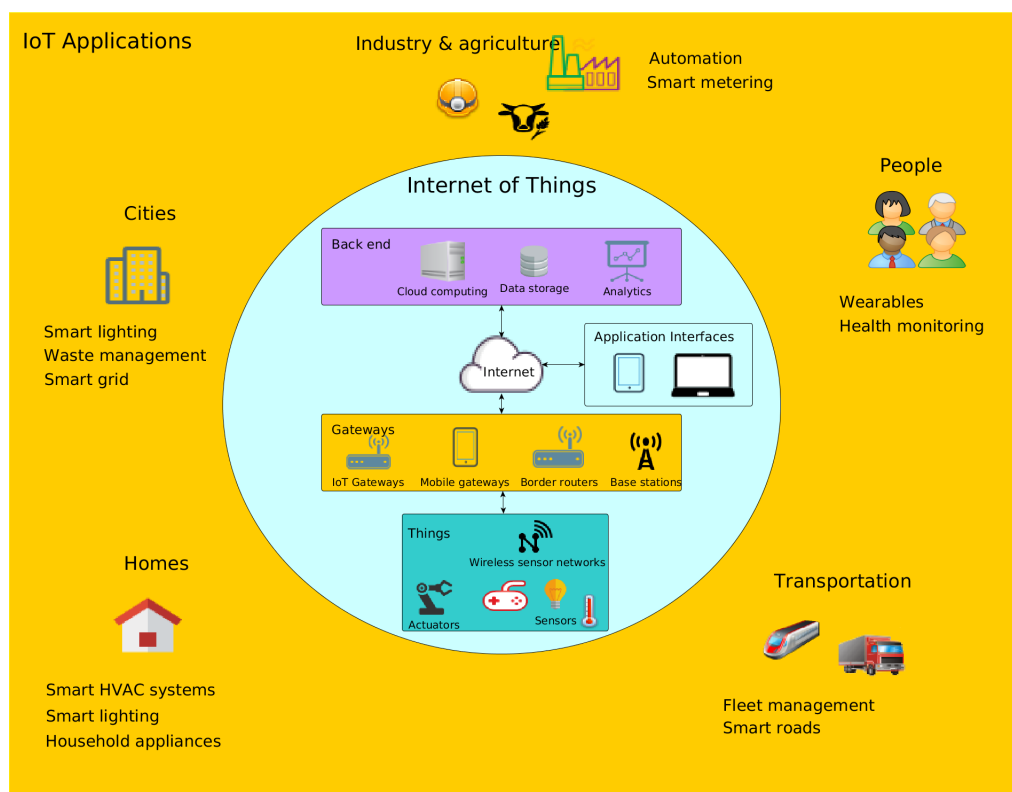 IoT Applications
Industry & agriculture
Automation
Smart metering
People
Wearables
Health monitoring
Cities
Smart lighting
Waste management
Smart grid
Internet of Things
Back end
Cloud computing
Data storage
Analytics
Application Interfaces
Internet
Gateways
IoT Gateways
Mobile gateways
Border routers
Base stations
Things
Wireless sensor networks
Actuators
Sensors
Homes
Smart HVAC systems
Smart lighting
Household appliances
Transportation
Fleet management
Smart roads